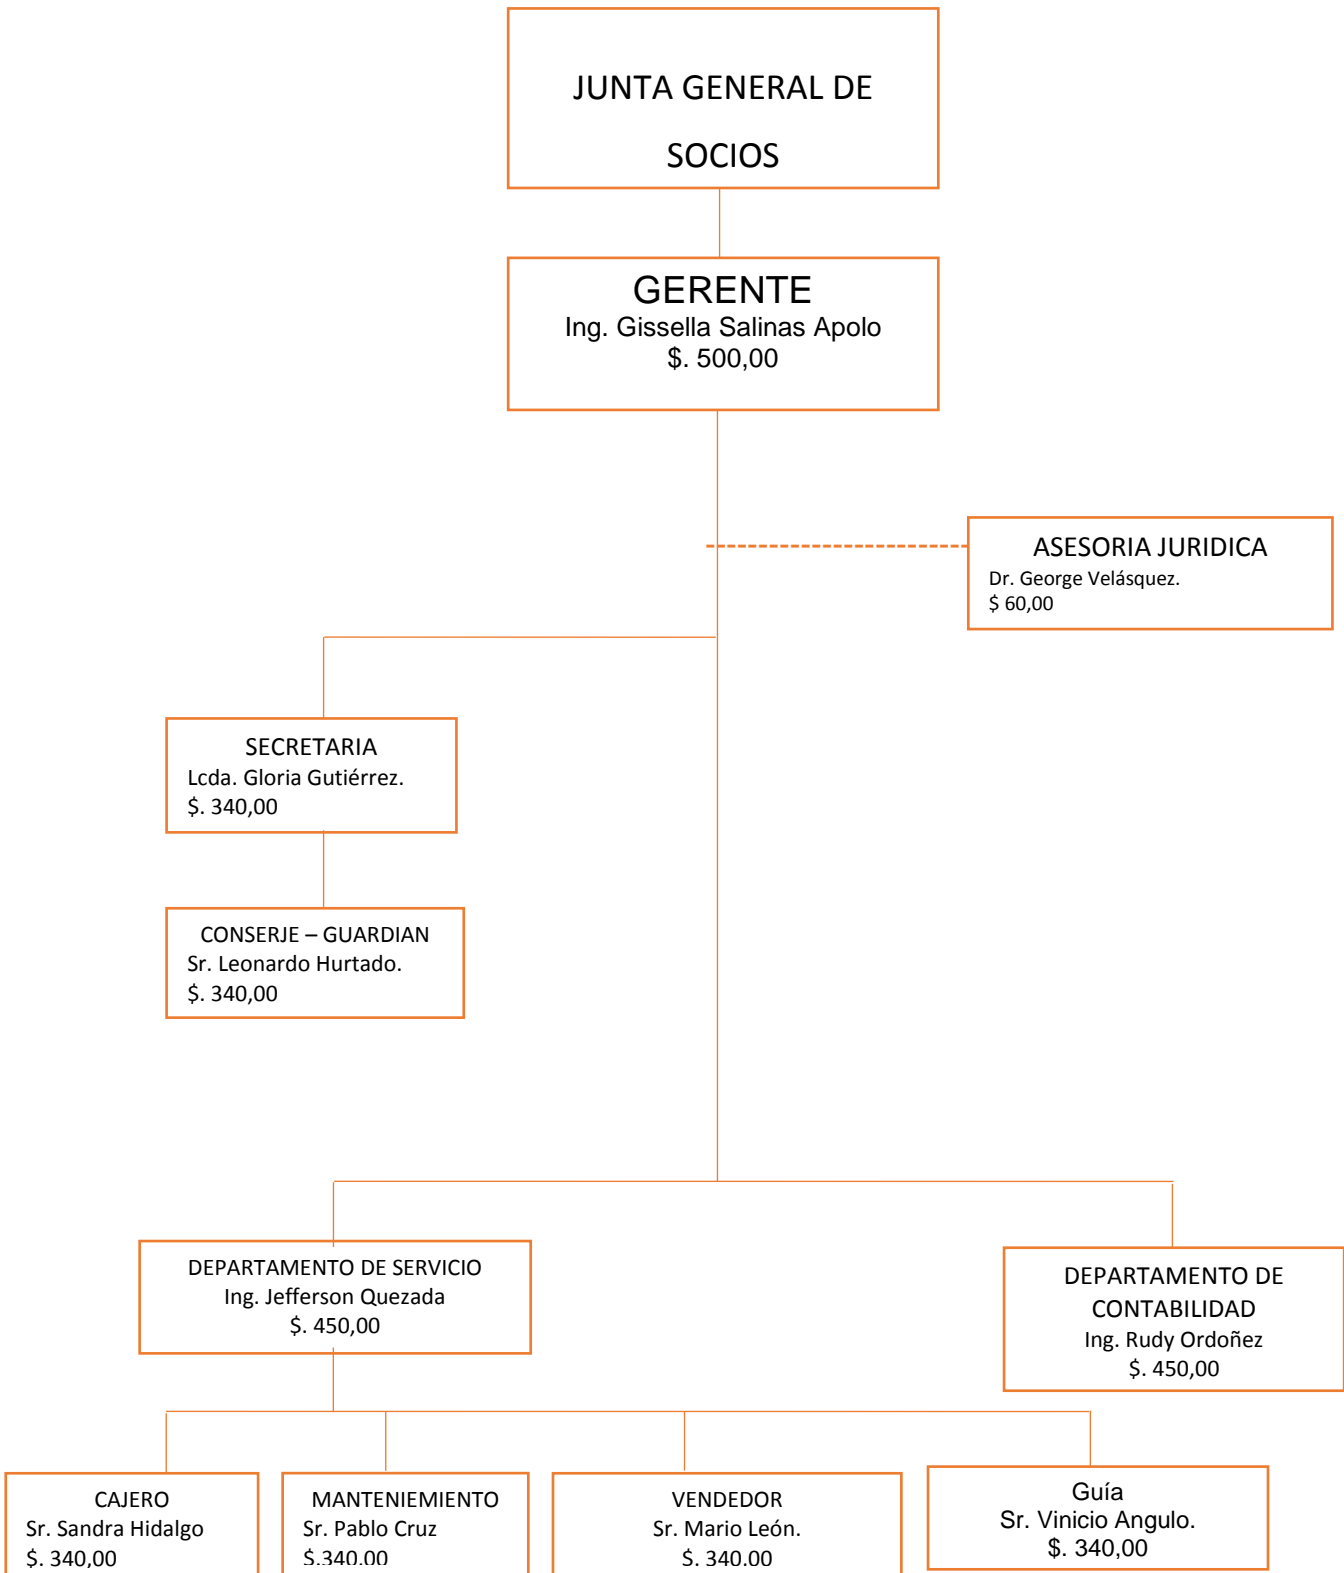 JUNTA GENERAL DE
SOCIOS
GERENTE
Ing. Gissella Salinas Apolo
$. 500,00
ASESORIA JURIDICA
Dr. George Velásquez.
$ 60,00
SECRETARIA
Lcda. Gloria Gutiérrez.
$. 340,00
CONSERJE – GUARDIAN
Sr. Leonardo Hurtado.
$. 340,00
DEPARTAMENTO DE SERVICIO
Ing. Jefferson Quezada
$. 450,00
DEPARTAMENTO DE
CONTABILIDAD
Ing. Rudy Ordoñez
$. 450,00
CAJERO
Sr. Sandra Hidalgo
$. 340,00
MANTENIEMIENTO
Sr. Pablo Cruz
$.340.00
VENDEDOR
Sr. Mario León.
$. 340.00
Guía
Sr. Vinicio Angulo.
$. 340,00